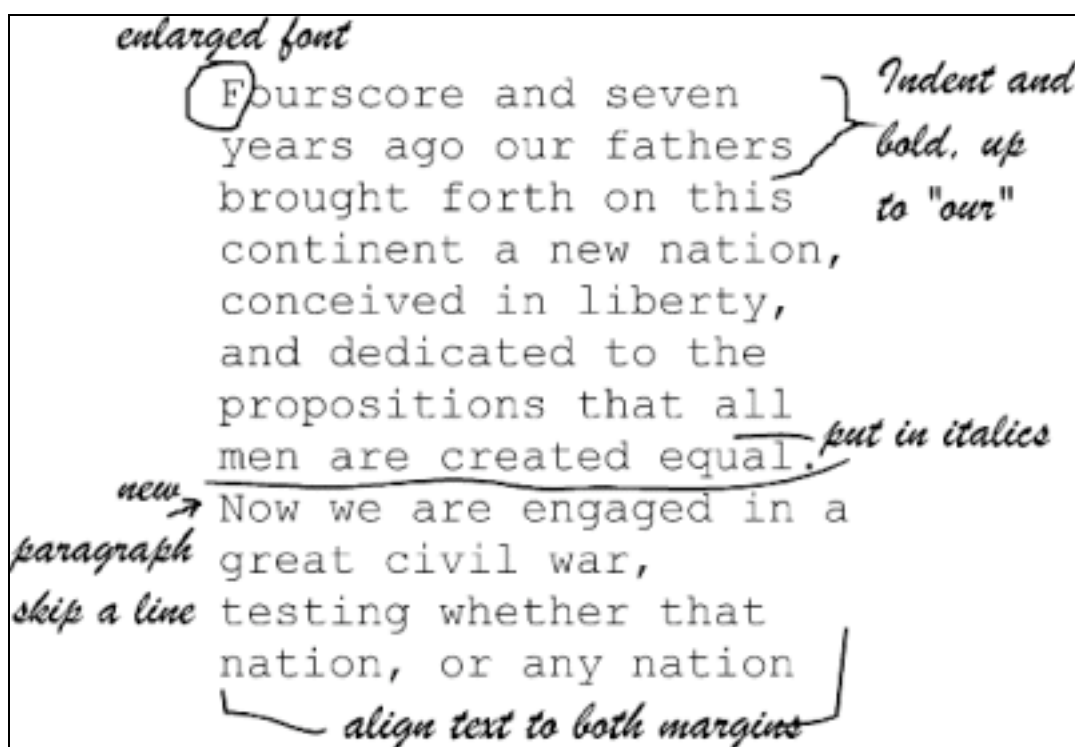 enlarged font
Fourscore and seven
years ago our fathers
brought forth on this
continent a new nation,
conceived in liberty,
and dedicated to the
propositions that all
men are created equal.
Now we are engaged in a
great civil war,
testing whether that
nation, or any nation
Indent and
bold, up
to "our"
put in italics
new
paragraph
skip a line
align text to both margins